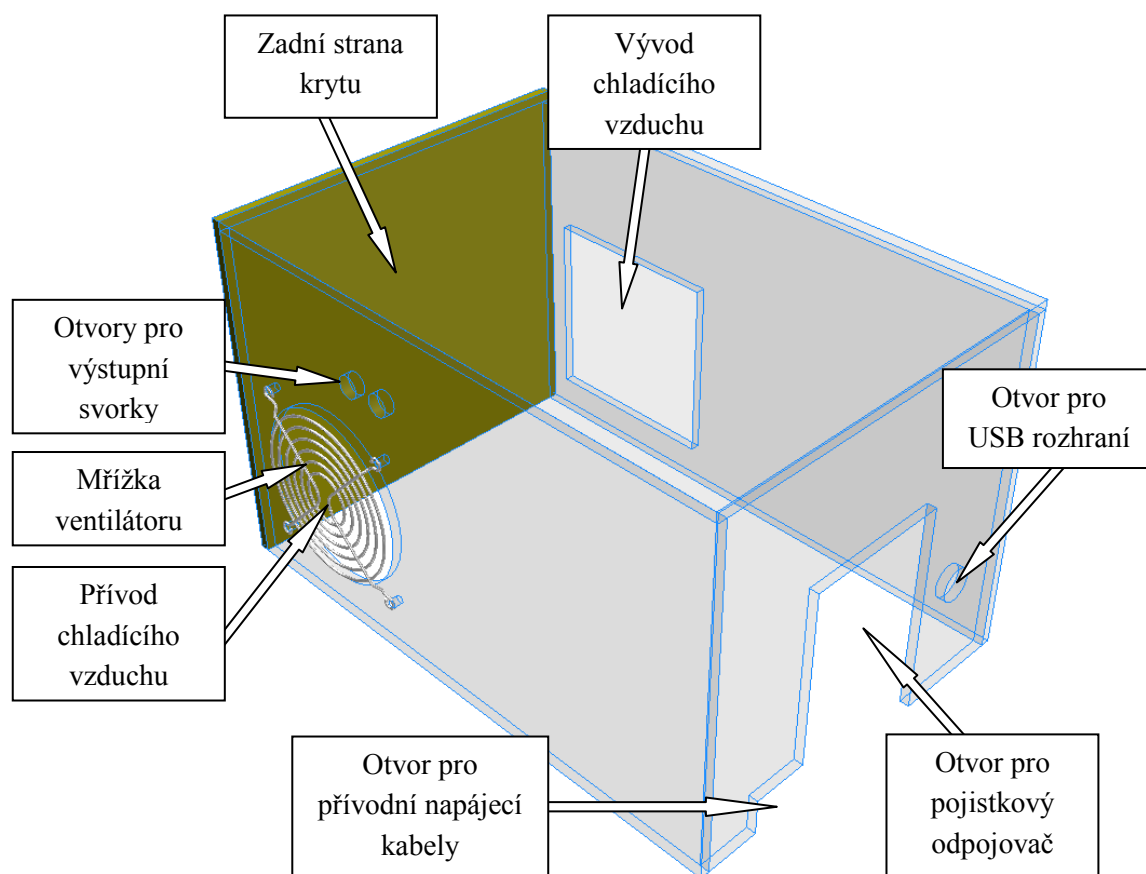 Zadní strana
krytu
Vývod
chladícího
vzduchu
Otvory pro
výstupní
svorky
Otvor pro
USB rozhraní
Mřížka
ventilátoru
Přívod
chladícího
vzduchu
Otvor pro
přívodní napájecí
kabely
Otvor pro
pojistkový
odpojovač